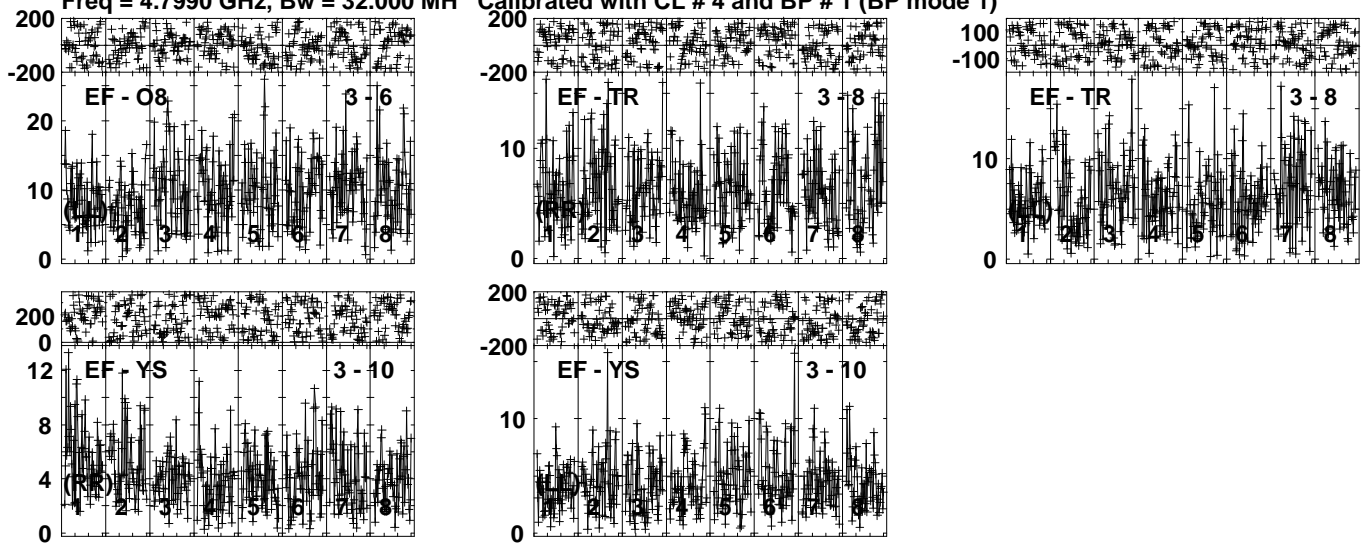 Freq = 4.7990 GHz, Bw = 32.000 MH Calibrated with CL # 4 and BP # 1 (BP mode 1)
200
-200
EF - O8 3 - 6
20
10
0
(LL)
1 2 3 4 5 6 7 8
200
-200
EF - TR 3 - 8
10
0
(RR)
1 2 3 4 5 6 7 8
100
-100
EF - TR 3 - 8
10
0
(LL)
1 2 3 4 5 6 7 8
200
0
EF - YS 3 - 10
12
8
4
0
(RR)
1 2 3 4 5 6 7 8
200
-200
EF - YS 3 - 10
10
0
(LL)
1 2 3 4 5 6 7 8